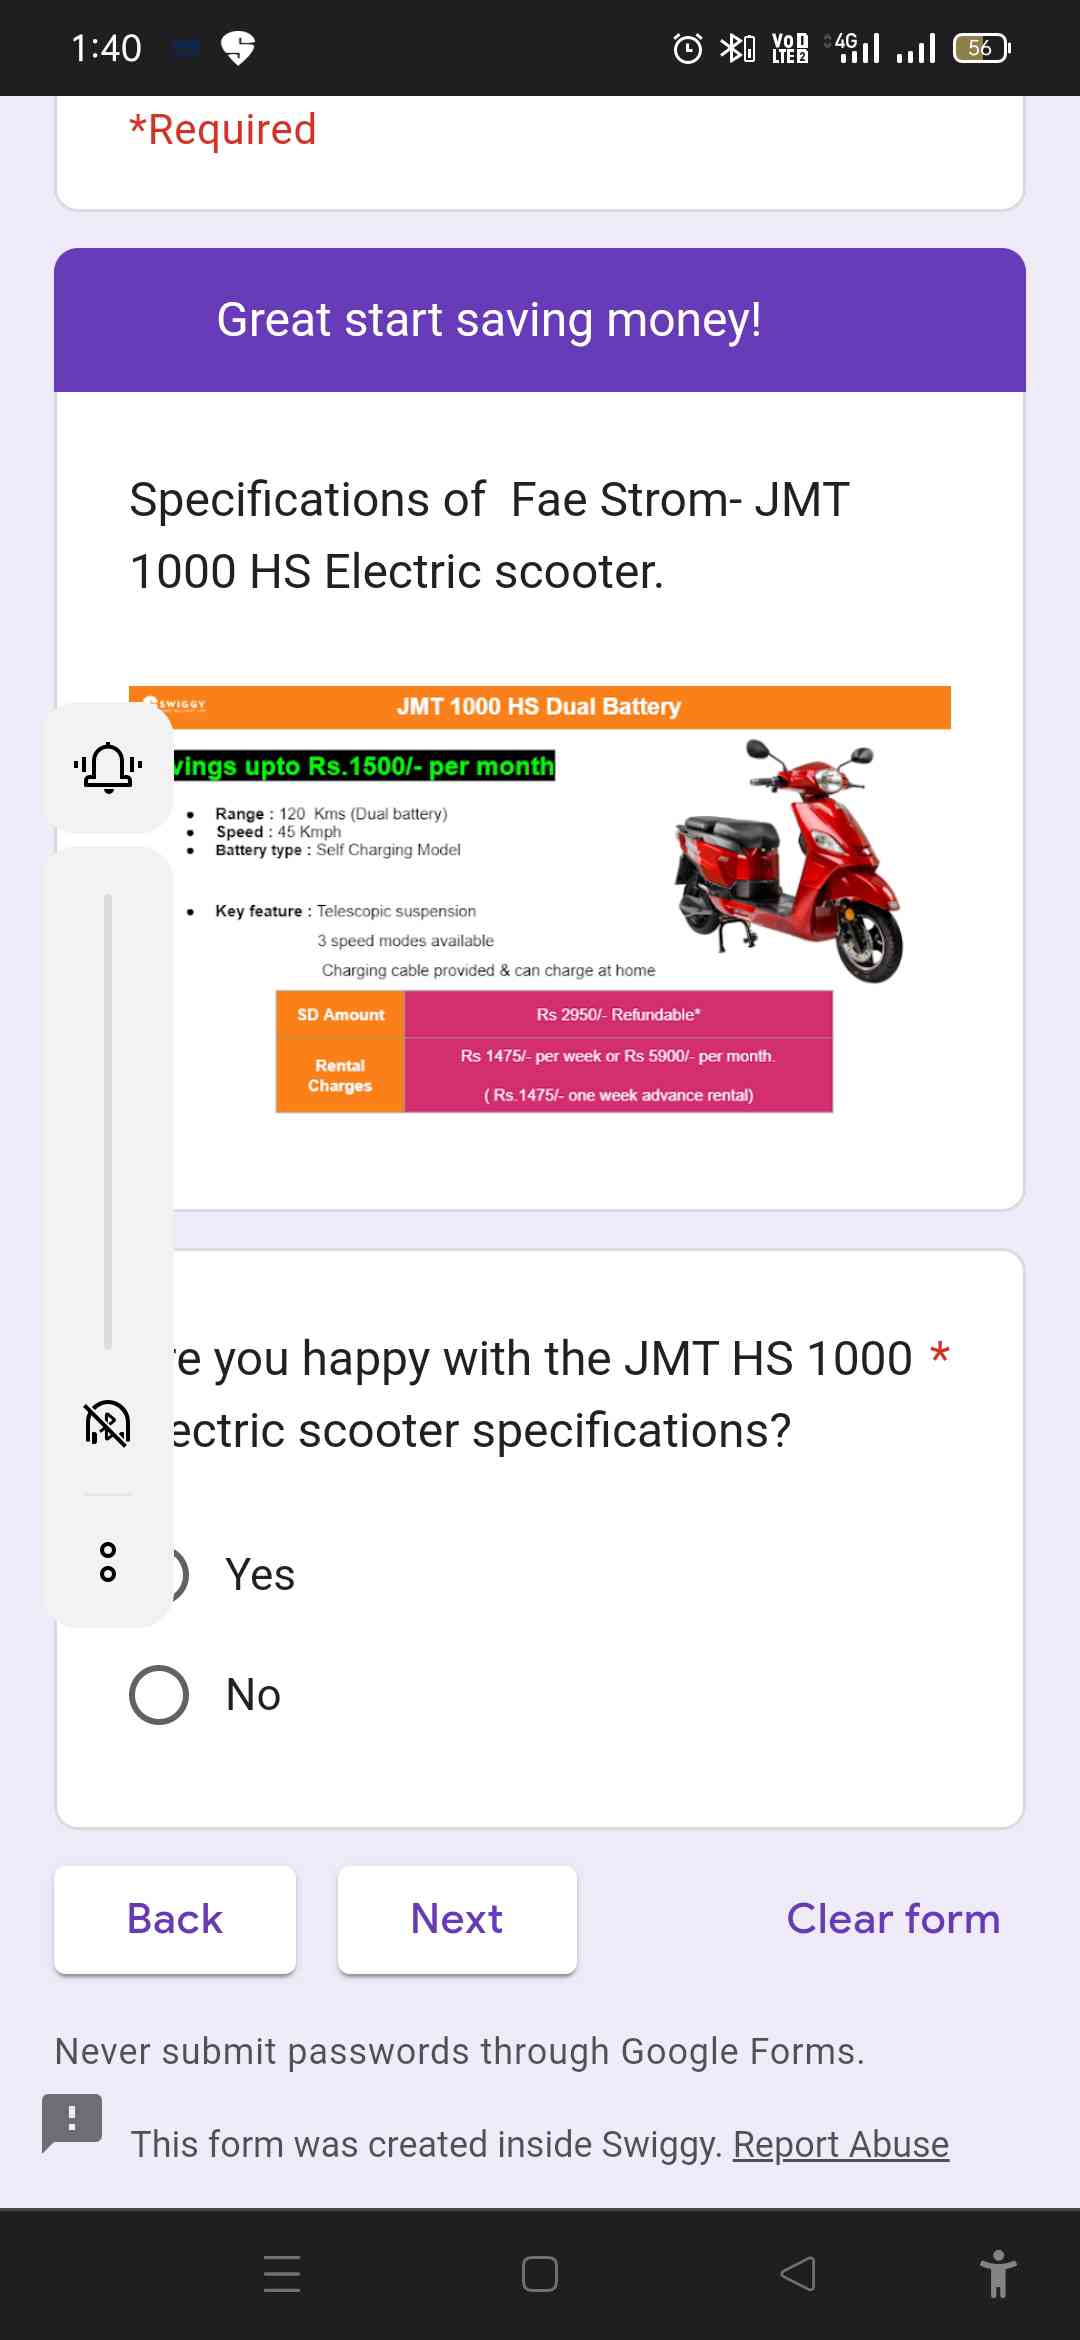 1:40
VoD LTE2 4G 56
*Required
Great start saving money!
Specifications of Fae Strom- JMT
1000 HS Electric scooter.
SWIGGY
JMT 1000 HS Dual Battery
vings upto Rs.1500/- per month
• Range : 120 Kms (Dual battery)
• Speed : 45 Kmph
• Battery type : Self Charging Model
• Key feature : Telescopic suspension
3 speed modes available
Charging cable provided & can charge at home
SD Amount Rs 2950/- Refundable*
Rental Charges Rs 1475/- per week or Rs 5900/- per month.
( Rs.1475/- one week advance rental)
re you happy with the JMT HS 1000 *
ectric scooter specifications?
Yes
No
Back Next Clear form
Never submit passwords through Google Forms.
This form was created inside Swiggy. Report Abuse